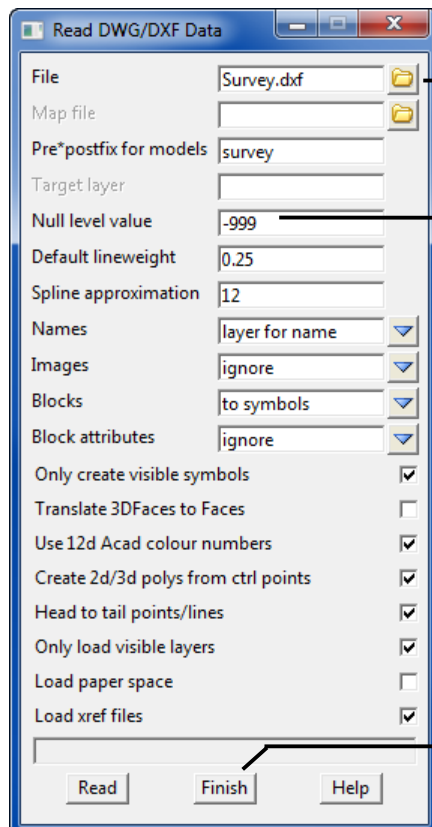 Read DWG/DXF Data
File Survey.dxf
Map file
Pre*postfix for models survey
Target layer
Null level value -999
Default lineweight 0.25
Spline approximation 12
Names layer for name
Images ignore
Blocks to symbols
Block attributes ignore
Only create visible symbols
Translate 3DFaces to Faces
Use 12d Acad colour numbers
Create 2d/3d polys from ctrl points
Head to tail points/lines
Only load visible layers
Load paper space
Load xref files
Read Finish Help